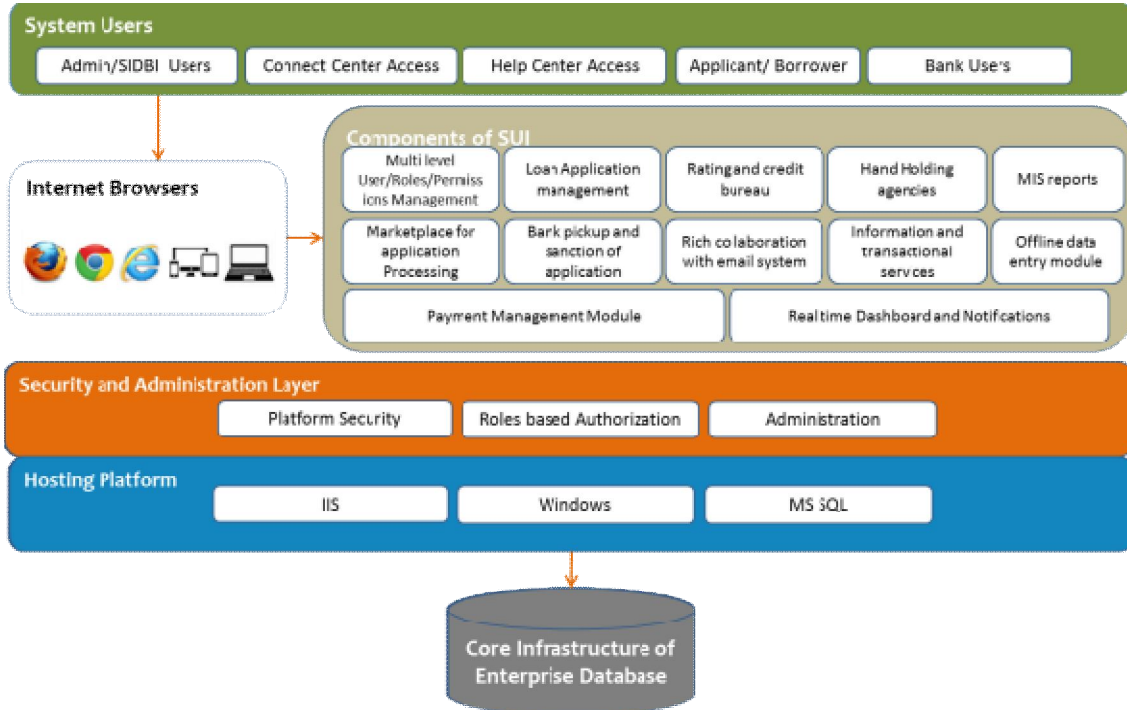 System Users
Admin/SIDBI Users
Connect Center Access
Help Center Access
Applicant/ Borrower
Bank Users
Internet Browsers
Components of SUI
Multi level
User/Roles/Permiss
ions Management
Loan Application
management
Rating and credit
bureau
Hand Holding
agencies
MIS reports
Marketplace for
application
Processing
Bank pickup and
sanction of
application
Rich collaboration
with email system
Information and
transactional
services
Offline data
entry module
Payment Management Module
Real time Dashboard and Notifications
Security and Administration Layer
Platform Security
Roles based Authorization
Administration
Hosting Platform
IIS
Windows
MS SQL
Core Infrastructure of
Enterprise Database